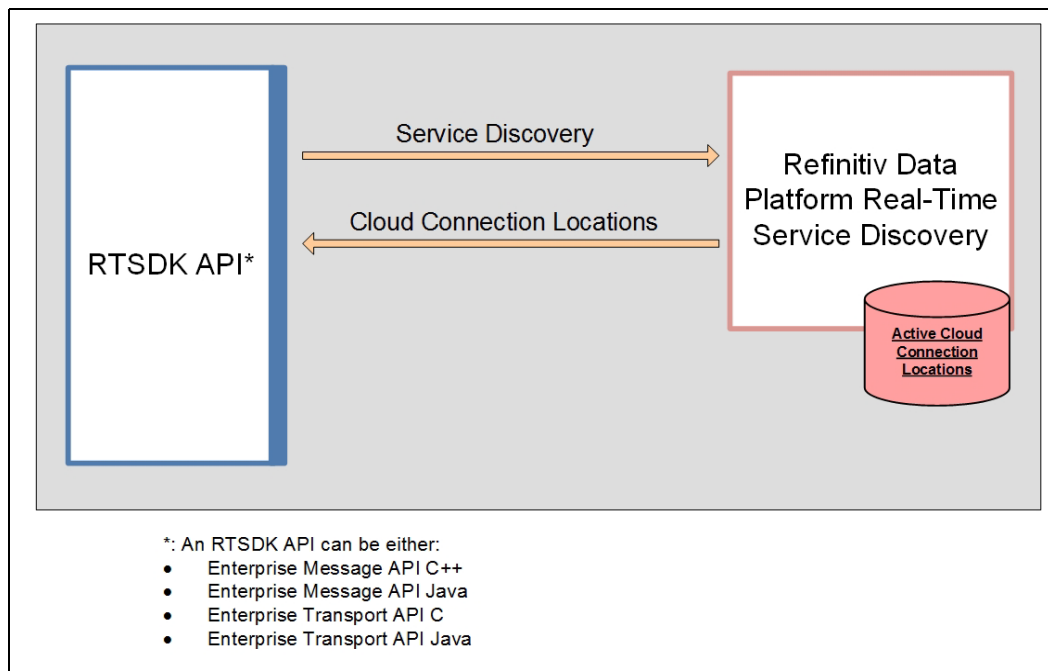 Service Discovery
Cloud Connection Locations
RTSDK API*
Refinitiv Data
Platform Real-Time
Service Discovery
Active Cloud
Connection
Locations
*: An RTSDK API can be either:
• Enterprise Message API C++
• Enterprise Message API Java
• Enterprise Transport API C
• Enterprise Transport API Java